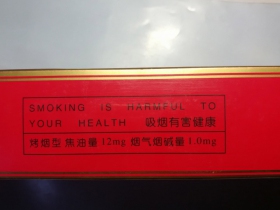 SMOKING IS HARMFUL TO
YOUR HEALTH 吸烟有害健康
烤烟型 焦油量 12mg 烟气烟碱量 1.0mg